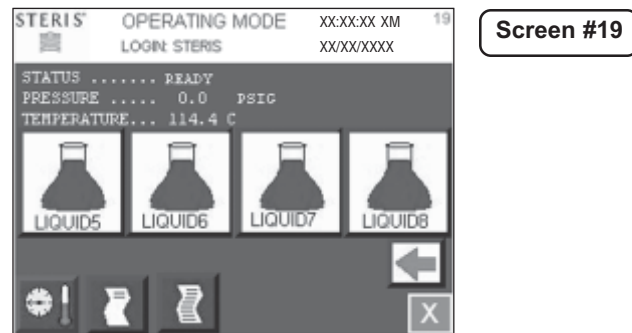 STERIS® OPERATING MODE XX:XX:XX XM 19
LOGIN: STERIS XX/XX/XXXX
Screen #19
STATUS ....... READY
PRESSURE ..... 0.0 PSIG
TEMPERATURE... 114.4 C
LIQUID5 LIQUID6 LIQUID7 LIQUID8
X